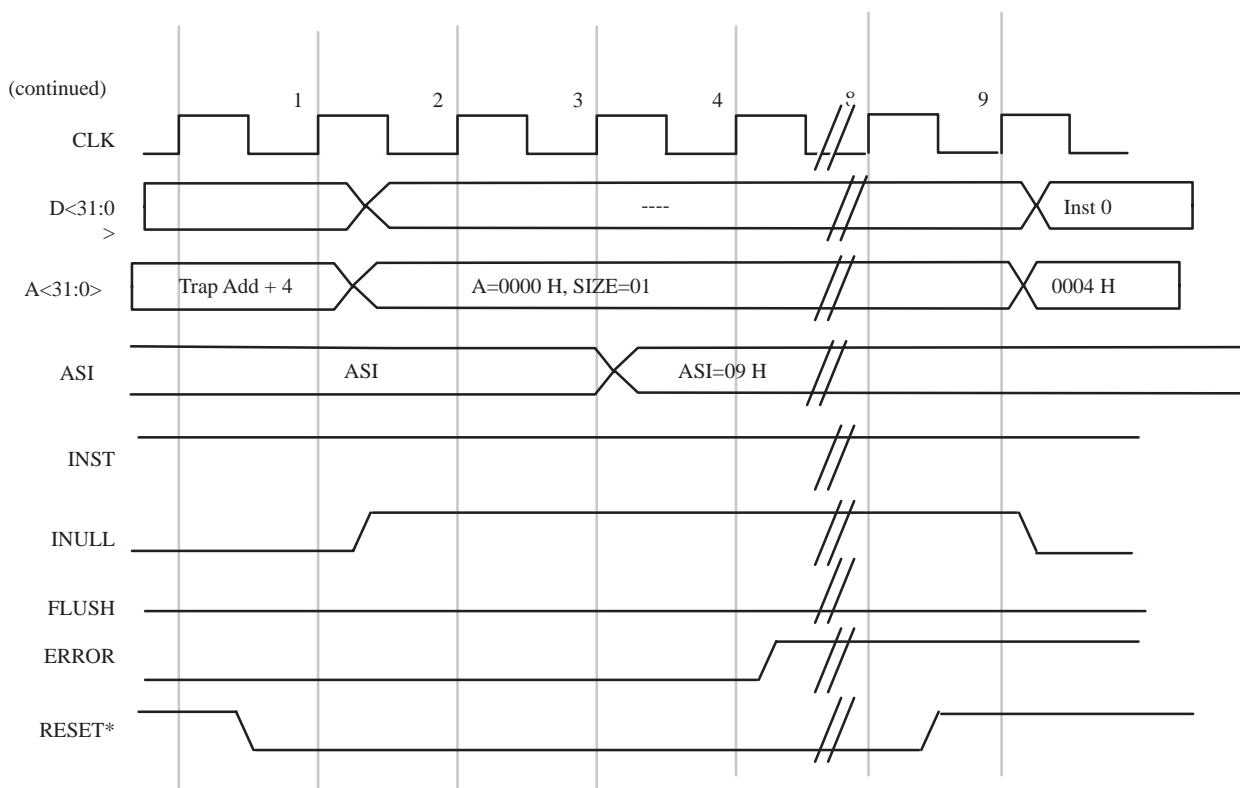 (continued)
1 2 3 4 8 9
CLK
D<31:0
>
----
Inst 0
A<31:0>
Trap Add + 4
A=0000 H, SIZE=01
0004 H
ASI
ASI
ASI=09 H
INST
INULL
FLUSH
ERROR
RESET*